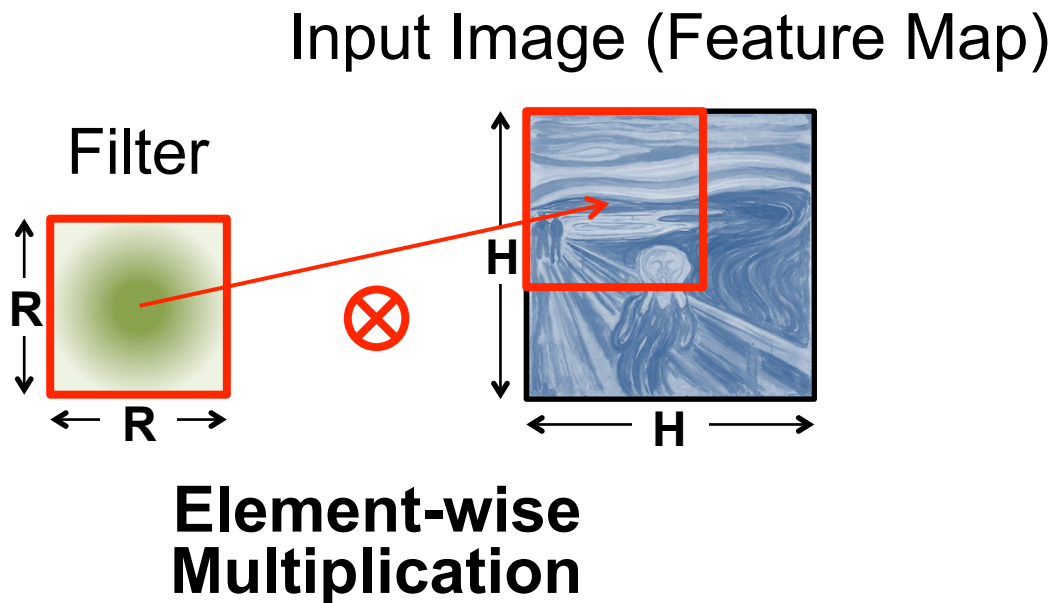 Input Image (Feature Map)
Filter
R
R
H
H
Element-wise
Multiplication